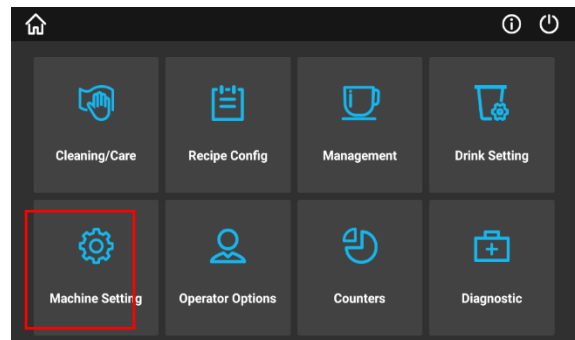 Cleaning/Care
Recipe Config
Management
Drink Setting
Machine Setting
Operator Options
Counters
Diagnostic